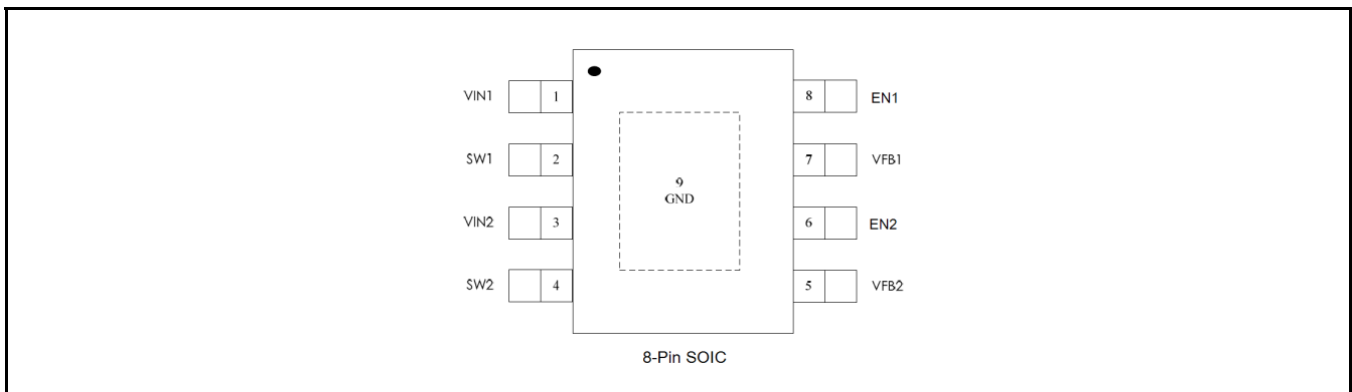 VIN1 1 8 EN1
SW1 2 7 VFB1
9
GND
VIN2 3 6 EN2
SW2 4 5 VFB2
8-Pin SOIC